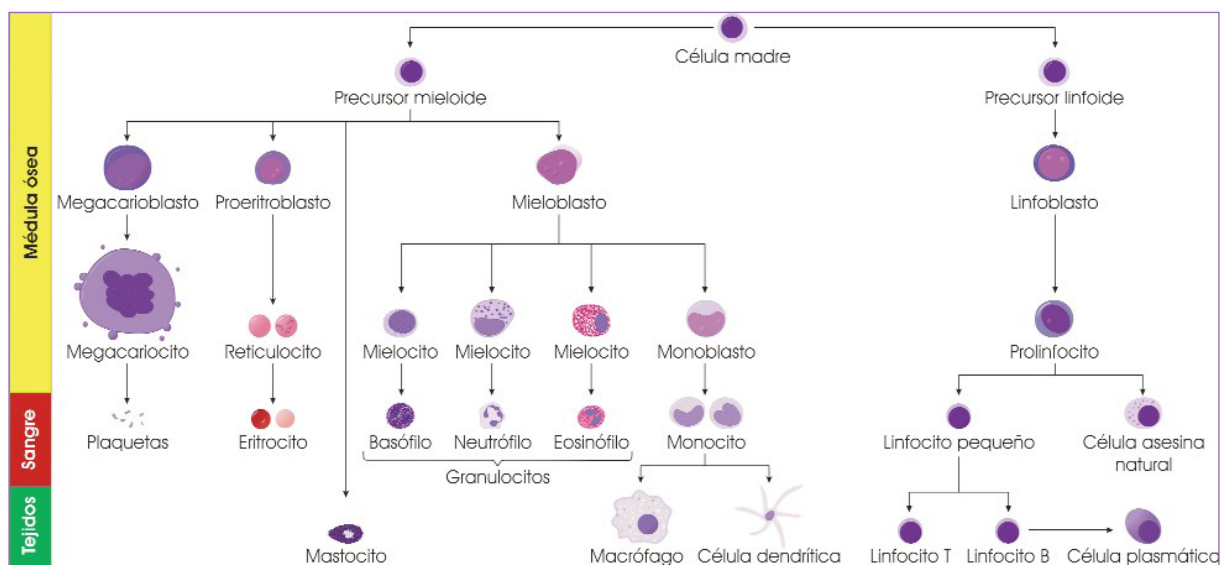 Médula ósea
Célula madre
Precursor mieloide
Precursor linfoide
Megacarioblasto
Proeritroblasto
Mieloblasto
Linfoblasto
Megacariocito
Reticulocito
Mielocito
Mielocito
Mielocito
Monoblasto
Prolinfocito
Sangre
Plaquetas
Eritrocito
Basófilo
Neutrófilo
Eosinófilo
Monocito
Linfocito pequeño
Célula asesina
natural
Granulocitos
Tejidos
Mastocito
Macrófago
Célula dendrítica
Linfocito T
Linfocito B
Célula plasmática